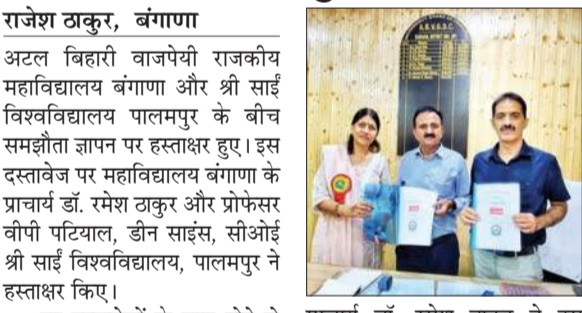 राजेश ठाकुर, बंगाणा
अटल बिहारी वाजपेयी राजकीय
महाविद्यालय बंगाणा और श्री साईं
विश्वविद्यालय पालमपुर के बीच
समझौता ज्ञापन पर हस्ताक्षर हुए। इस
दस्तावेज पर महाविद्यालय बंगाणा के
प्राचार्य डॉ. रमेश ठाकुर और प्रोफेसर
वीपी पटियाल, डीन साइंस, सीओई
श्री साईं विश्वविद्यालय, पालमपुर ने
हस्ताक्षर किए।